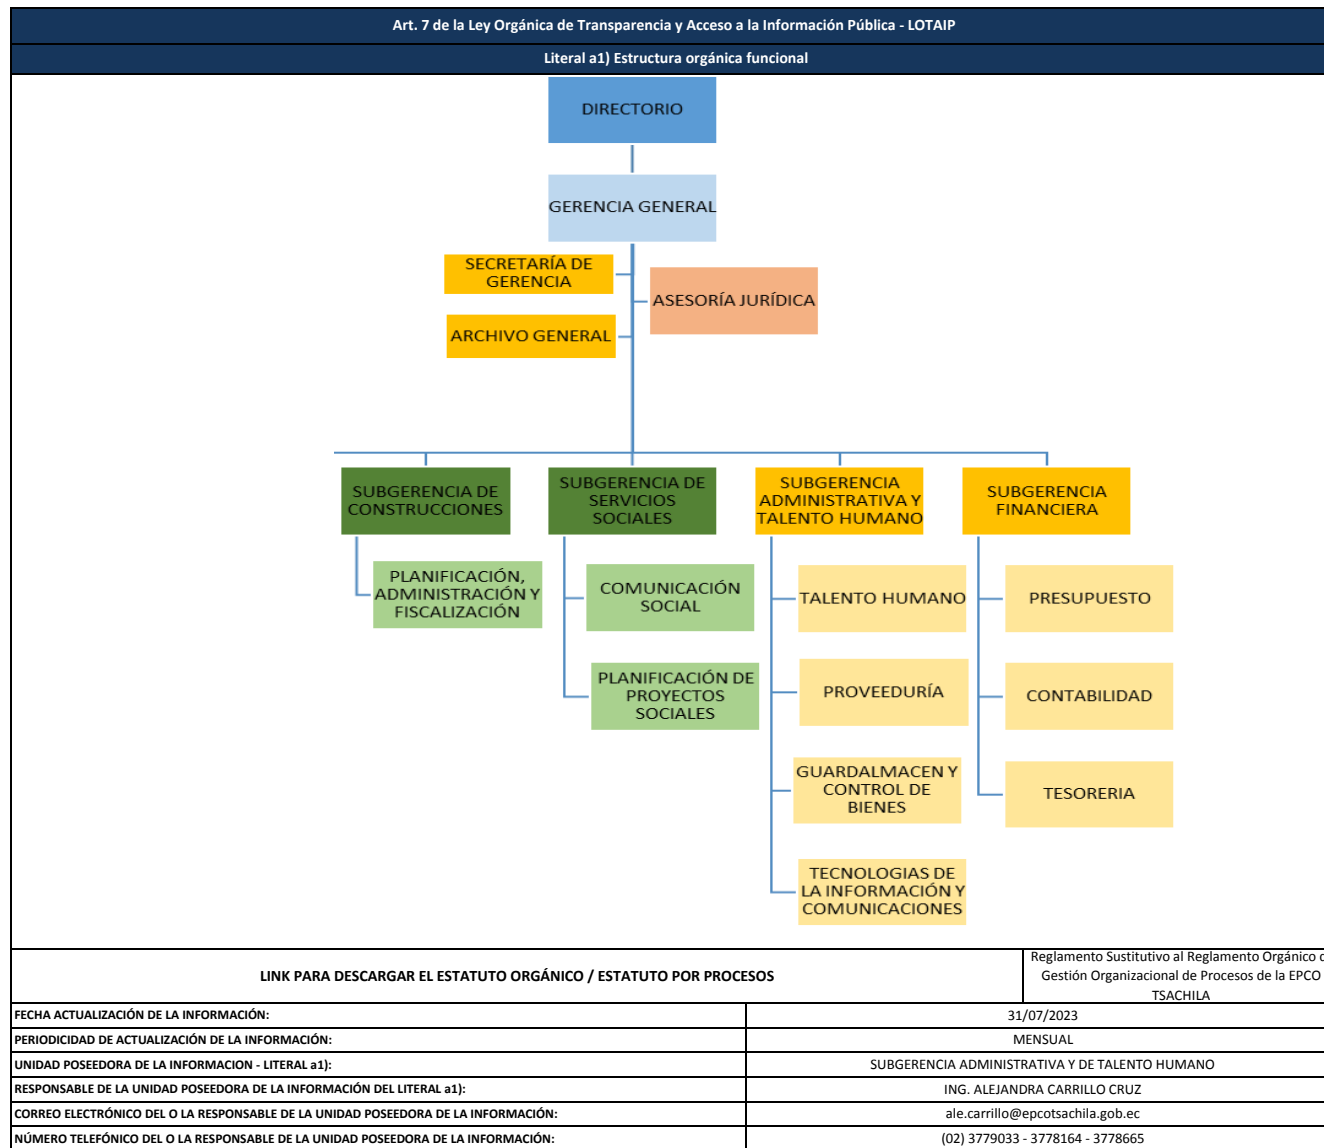 Art. 7 de la Ley Orgánica de Transparencia y Acceso a la Información Pública - LOTAIP
Literal a1) Estructura orgánica funcional
DIRECTORIO
GERENCIA GENERAL
SECRETARÍA DE
GERENCIA
ASESORÍA JURÍDICA
ARCHIVO GENERAL
SUBGERENCIA DE
CONSTRUCCIONES
SUBGERENCIA DE
SERVICIOS
SOCIALES
SUBGERENCIA
ADMINISTRATIVA Y
TALENTO HUMANO
SUBGERENCIA
FINANCIERA
PLANIFICACIÓN,
ADMINISTRACIÓN Y
FISCALIZACIÓN
COMUNICACIÓN
SOCIAL
TALENTO HUMANO
PRESUPUESTO
PLANIFICACIÓN DE
PROYECTOS
SOCIALES
PROVEEDURÍA
CONTABILIDAD
GUARDALMACEN Y
CONTROL DE
BIENES
TESORERIA
TECNOLOGIAS DE
LA INFORMACIÓN Y
COMUNICACIONES
LINK PARA DESCARGAR EL ESTATUTO ORGÁNICO / ESTATUTO POR PROCESOS
Reglamento Sustitutivo al Reglamento Orgánico
Gestión Organizacional de Procesos de la EPCO
TSACHILA
FECHA ACTUALIZACIÓN DE LA INFORMACIÓN:
31/07/2023
PERIODICIDAD DE ACTUALIZACIÓN DE LA INFORMACIÓN:
MENSUAL
UNIDAD POSEEDORA DE LA INFORMACION - LITERAL a1):
SUBGERENCIA ADMINISTRATIVA Y DE TALENTO HUMANO
RESPONSABLE DE LA UNIDAD POSEEDORA DE LA INFORMACIÓN DEL LITERAL a1):
ING. ALEJANDRA CARRILLO CRUZ
CORREO ELECTRÓNICO DEL O LA RESPONSABLE DE LA UNIDAD POSEEDORA DE LA INFORMACIÓN:
ale.carrillo@epcotsachila.gob.ec
NÚMERO TELEFÓNICO DEL O LA RESPONSABLE DE LA UNIDAD POSEEDORA DE LA INFORMACIÓN:
(02) 3779033 - 3778164 - 3778665